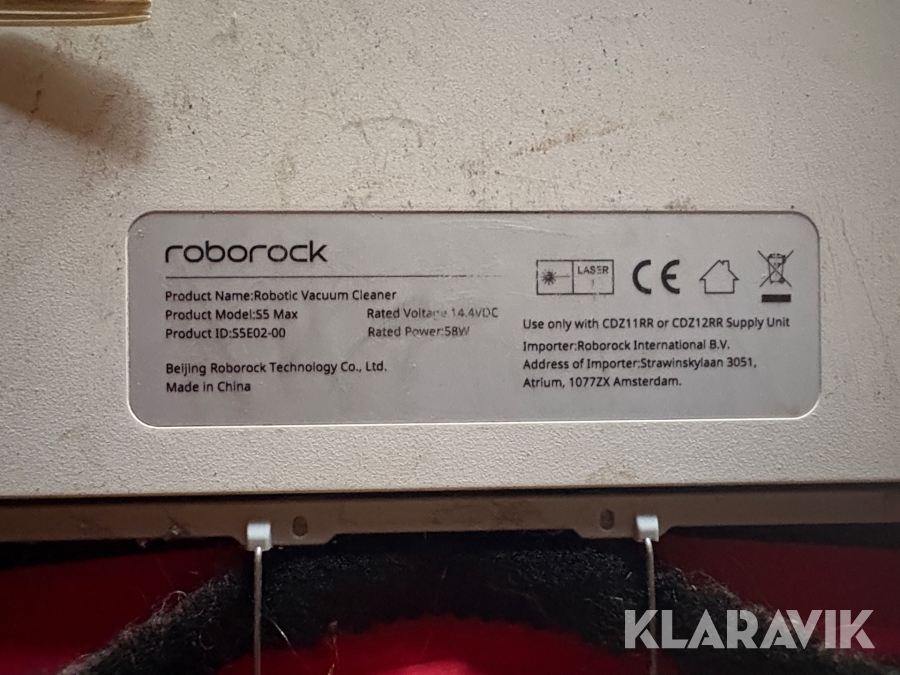 roborock
Product Name:Robotic Vacuum Cleaner
Product Model:S5 Max
Rated Voltage 14.4VDC
Product ID:S5E02-00
Rated Power:58W
Beijing Roborock Technology Co., Ltd.
Made in China
LASER
1
CE
Use only with CDZ11RR or CDZ12RR Supply Unit
Importer:Roborock International B.V.
Address of Importer:Strawinskylaan 3051,
Atrium, 1077ZX Amsterdam.
KLARAVIK